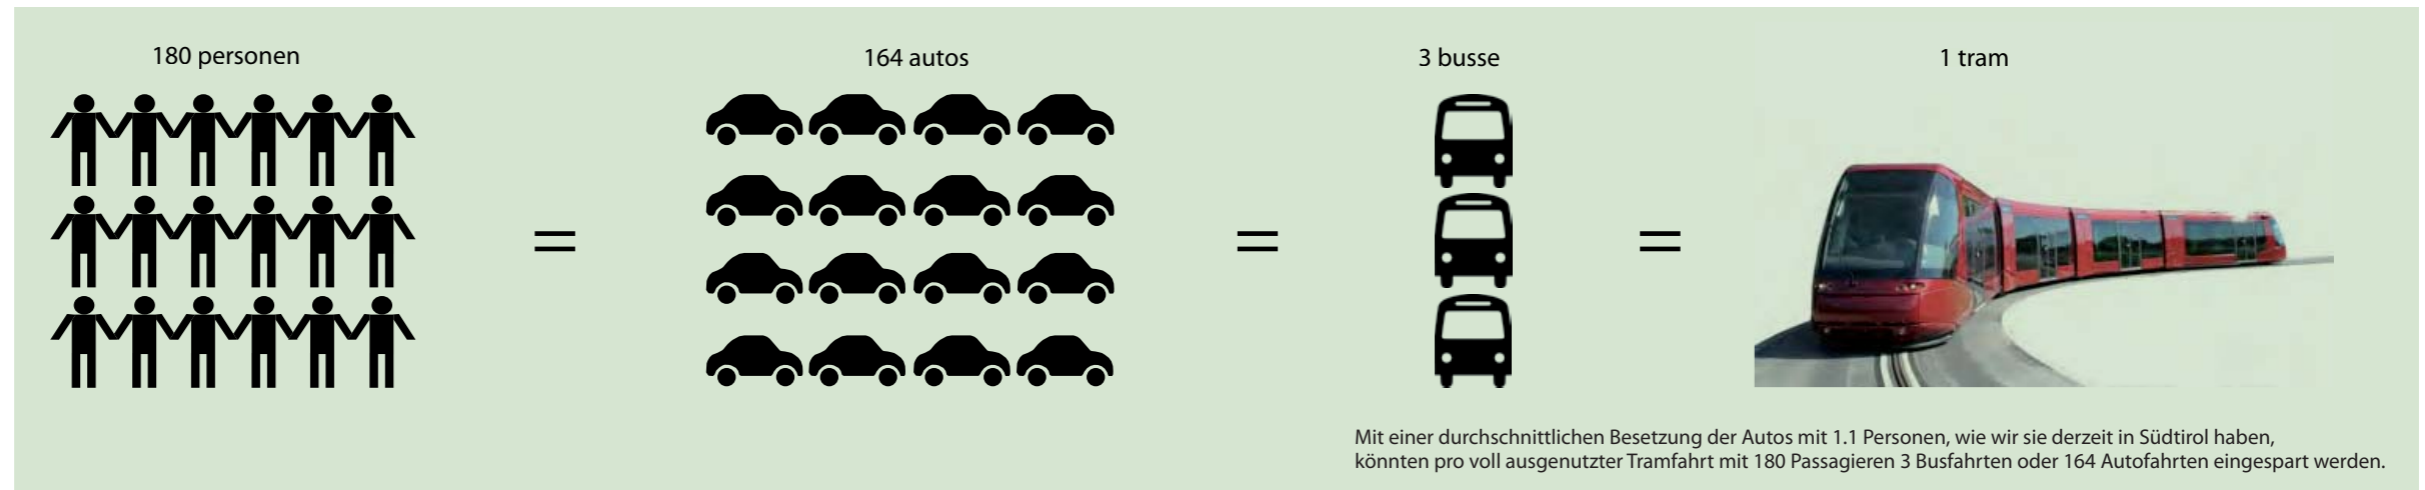 180 personen
164 autos
3 busse
1 tram
=
=
=
Mit einer durchschnittlichen Besetzung der Autos mit 1.1 Personen, wie wir sie derzeit in Südtirol haben,
könnten pro voll ausgenutzter Tramfahrt mit 180 Passagieren 3 Busfahrten oder 164 Autofahrten eingespart werden.